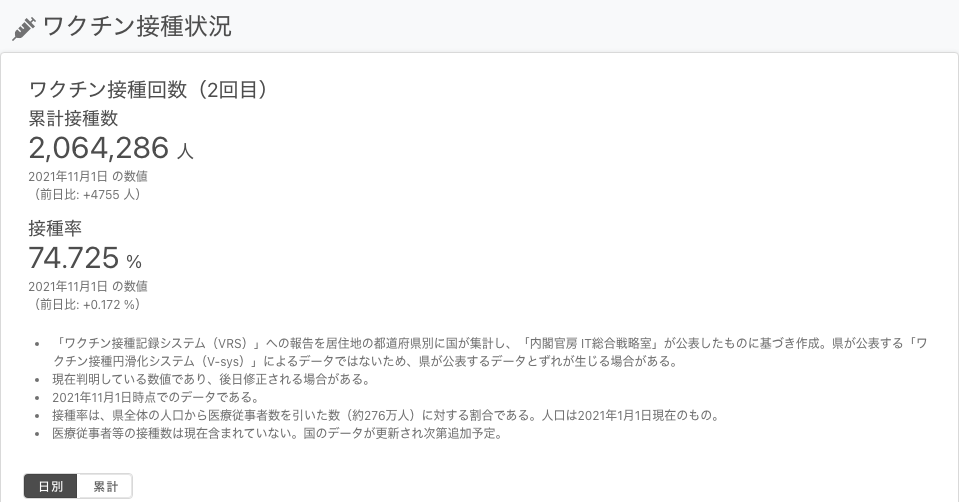 ワクチン接種状況
ワクチン接種回数（2回目）
累計接種数
2,064,286 人
2021年11月1日 の数値
（前日比: +4755 人）
接種率
74.725 %
2021年11月1日 の数値
（前日比: +0.172 %）
• 「ワクチン接種記録システム（VRS）」への報告を居住地の都道府県別に国が集計し、「内閣官房 IT総合戦略室」が公表したものに基づき作成。県が公表する「ワ
クチン接種円滑化システム（V-sys）」によるデータではないため、県が公表するデータとずれが生じる場合がある。
• 現在判明している数値であり、後日修正される場合がある。
• 2021年11月1日時点でのデータである。
• 接種率は、県全体の人口から医療従事者数を引いた数（約276万人）に対する割合である。人口は2021年1月1日現在のもの。
• 医療従事者等の接種数は現在含まれていない。国のデータが更新され次第追加予定。
日別 累計